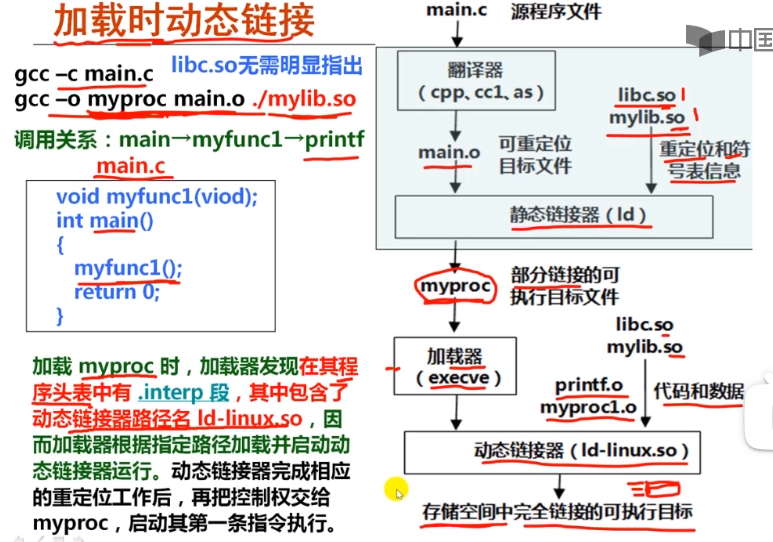 加载时动态链接
gcc –c main.c
libc.so无需明显指出
gcc –o myproc main.o ./mylib.so
调用关系：main→myfunc1→printf
main.c
void myfunc1(viod);
int main()
{
myfunc1();
return 0;
}
加载 myproc 时，加载器发现在其程
序头表中有 .interp 段，其中包含了
动态链接器路径名 ld-linux.so，因
而加载器根据指定路径加载并启动动
态链接器运行。动态链接器完成相应
的重定位工作后，再把控制权交给
myproc，启动其第一条指令执行。
main.c 源程序文件
中国
翻译器
（cpp、cc1、as）
libc.so
mylib.so
main.o
可重定位
目标文件
重定位和符
号表信息
静态链接器（ld）
myproc
部分链接的可
执行目标文件
libc.so
mylib.so
加载器
（execve）
printf.o
myproc1.o
代码和数据
动态链接器（ld-linux.so）
存储空间中完全链接的可执行目标